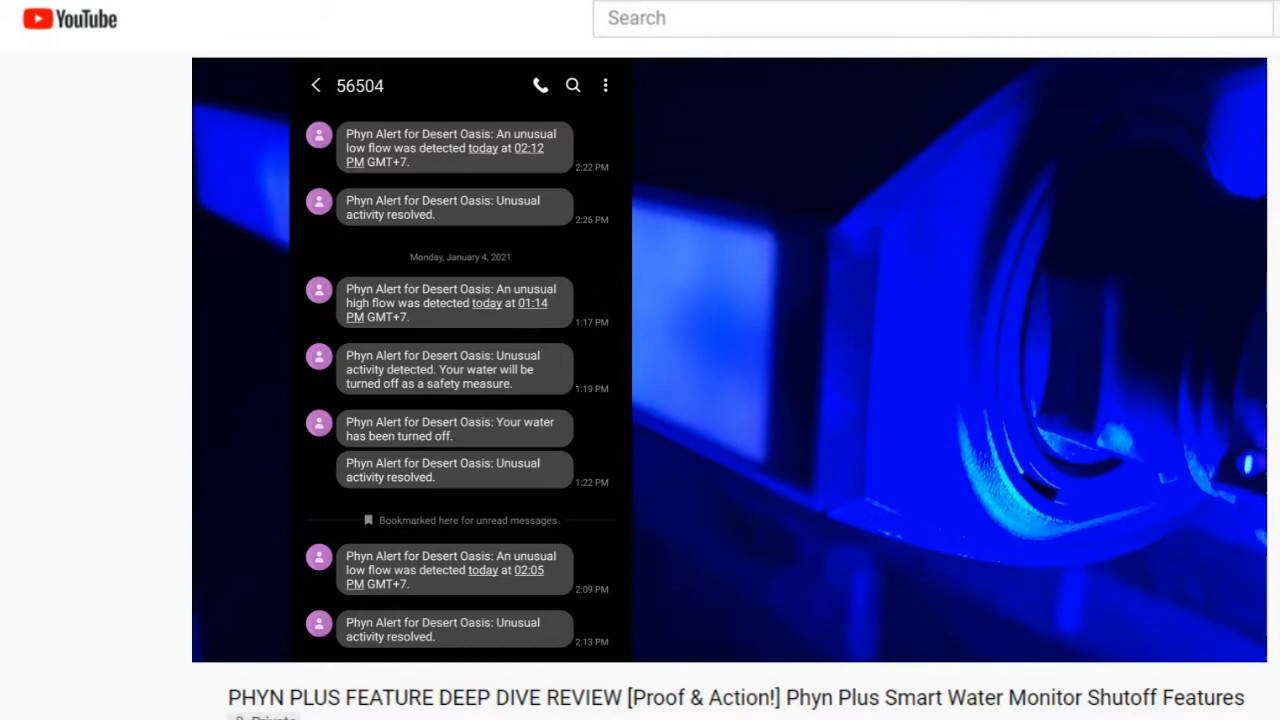 YouTube
Search
56504
Phyn Alert for Desert Oasis: An unusual
low flow was detected today at 02:12
PM GMT+7.
2:22 PM
Phyn Alert for Desert Oasis: Unusual
activity resolved.
2:26 PM
Monday, January 4, 2021
Phyn Alert for Desert Oasis: An unusual
high flow was detected today at 01:14
PM GMT+7.
1:17 PM
Phyn Alert for Desert Oasis: Unusual
activity detected. Your water will be
turned off as a safety measure.
1:19 PM
Phyn Alert for Desert Oasis: Your water
has been turned off.
Phyn Alert for Desert Oasis: Unusual
activity resolved.
1:22 PM
Bookmarked here for unread messages
Phyn Alert for Desert Oasis: An unusual
low flow was detected today at 02:05
PM GMT+7.
2:09 PM
Phyn Alert for Desert Oasis: Unusual
activity resolved.
2:13 PM
PHYN PLUS FEATURE DEEP DIVE REVIEW [Proof & Action!] Phyn Plus Smart Water Monitor Shutoff Features
Private